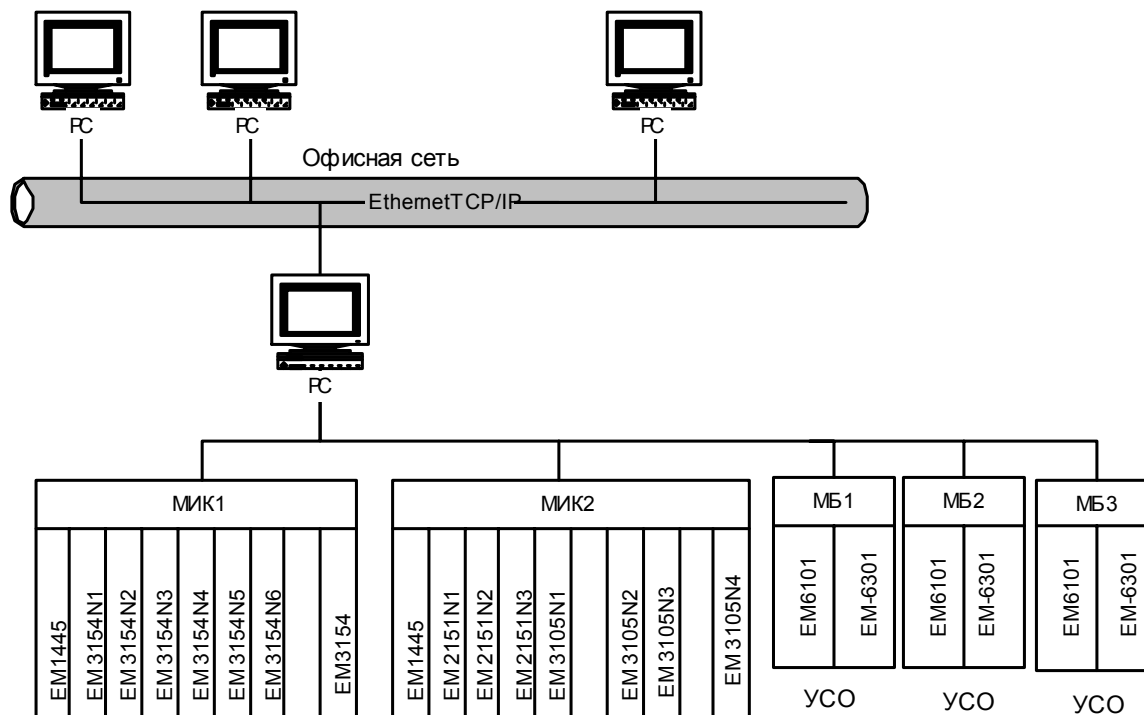 PC
PC
PC
Офисная сеть
EthernetTCP/IP
PC
МИК1
МИК2
МБ1
МБ2
МБ3
EM1445
EM3154N1
EM3154N2
EM3154N3
EM3154N4
EM3154N5
EM3154N6
EM3154
EM1445
EM2151N1
EM2151N2
EM2151N3
EM3105N1
EM3105N2
EM3105N3
EM3105N4
EM6101
EM-6301
EM6101
EM-6301
EM6101
EM-6301
УСО
УСО
УСО